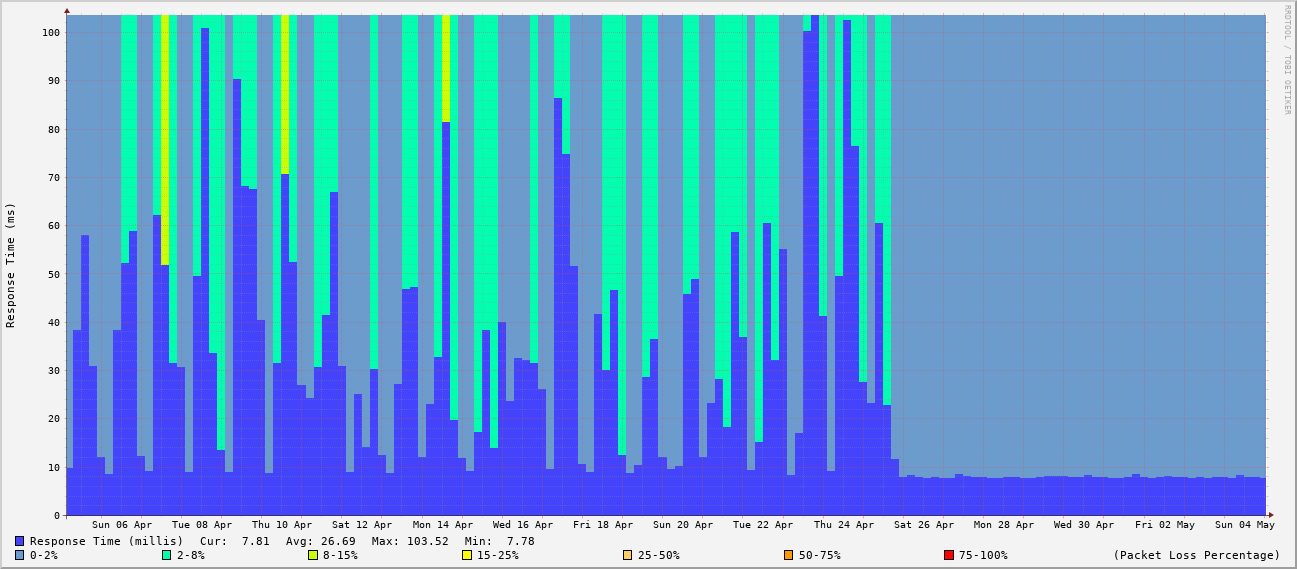 100
90
80
70
60
50
40
30
20
10
0
Response Time (ms)
RRDTOOL / TOBI OETIKER
Sun 06 Apr Tue 08 Apr Thu 10 Apr Sat 12 Apr Mon 14 Apr Wed 16 Apr Fri 18 Apr Sun 20 Apr Tue 22 Apr Thu 24 Apr Sat 26 Apr Mon 28 Apr Wed 30 Apr Fri 02 May Sun 04 May
Response Time (millis) Cur: 7.81 Avg: 26.69 Max: 103.52 Min: 7.78
0-2% 2-8% 8-15% 15-25% 25-50% 50-75% 75-100% (Packet Loss Percentage)